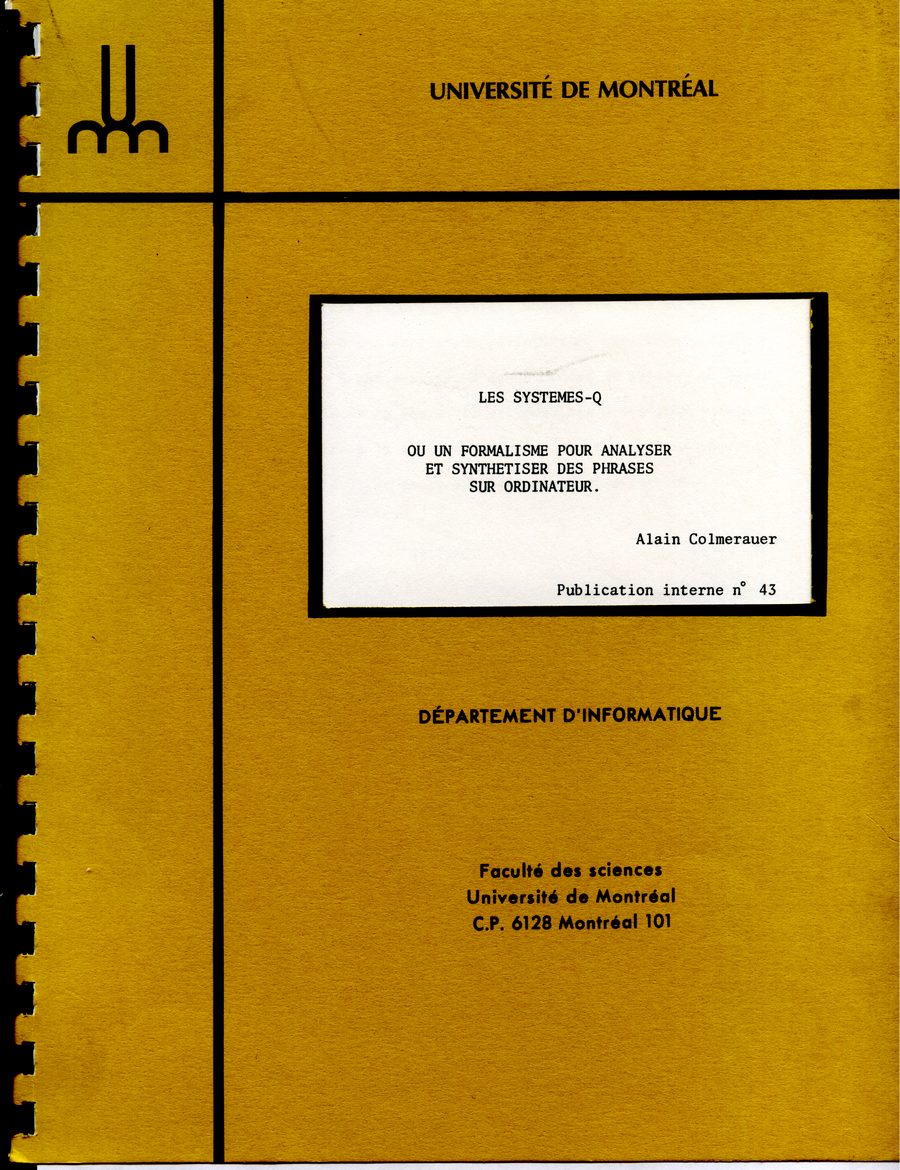 UNIVERSITÉ DE MONTRÉAL
LES SYSTEMES-Q
OU UN FORMALISME POUR ANALYSER
ET SYNTHETISER DES PHRASES
SUR ORDINATEUR.
Alain Colmerauer
Publication interne n° 43
DÉPARTEMENT D'INFORMATIQUE
Faculté des sciences
Université de Montréal
C.P. 6128 Montréal 101